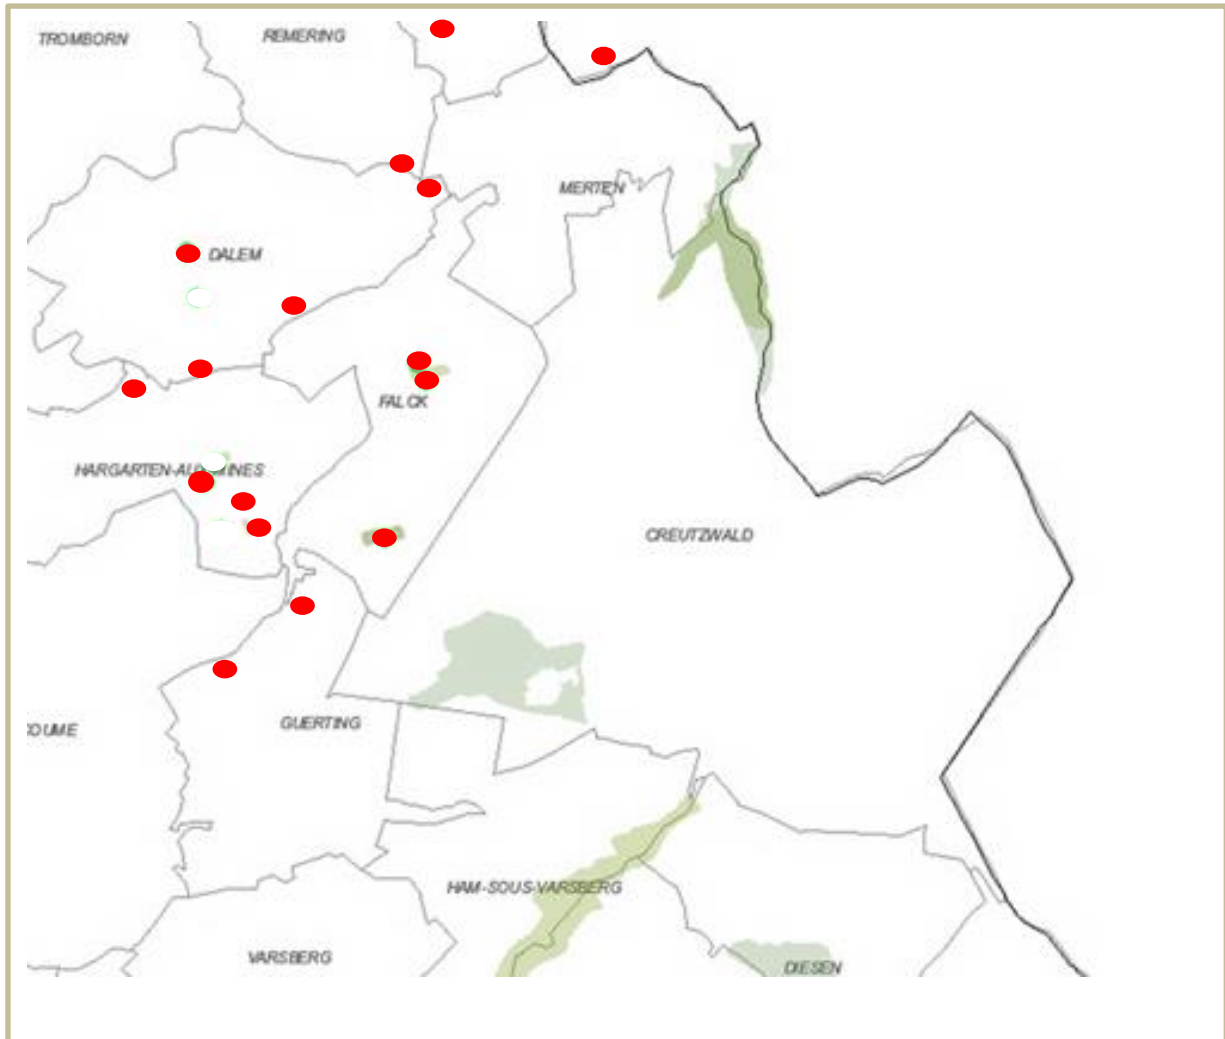 TROMBORN
REMERING
MERTEN
DALEM
FALCK
CREUTZWALD
GUERTING
HAM-SOUS-VARSBERG
VARSBERG
DIESEN